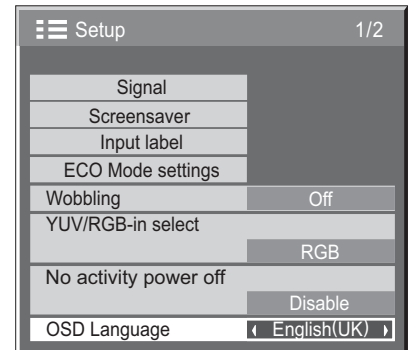 Setup 1/2
Signal
Screensaver
Input label
ECO Mode settings
Wobbling Off
YUV/RGB-in select
RGB
No activity power off
Disable
OSD Language English(UK)